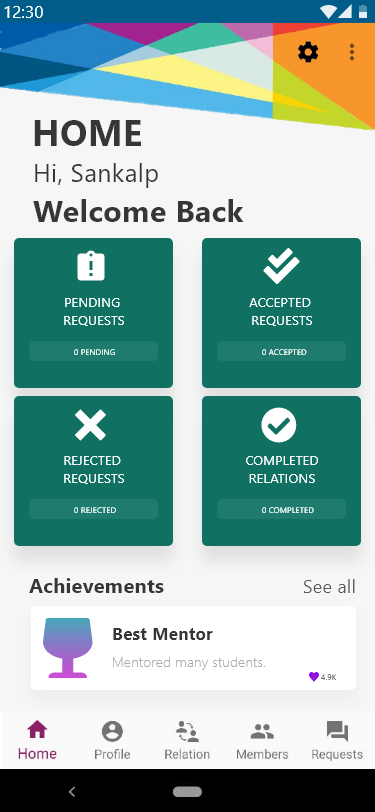 12:30
HOME
Hi, Sankalp
Welcome Back
PENDING
REQUESTS
0 PENDING
ACCEPTED
REQUESTS
0 ACCEPTED
REJECTED
REQUESTS
0 REJECTED
COMPLETED
RELATIONS
0 COMPLETED
Achievements
See all
Best Mentor
Mentored many students.
4.9K
Home
Profile
Relation
Members
Requests